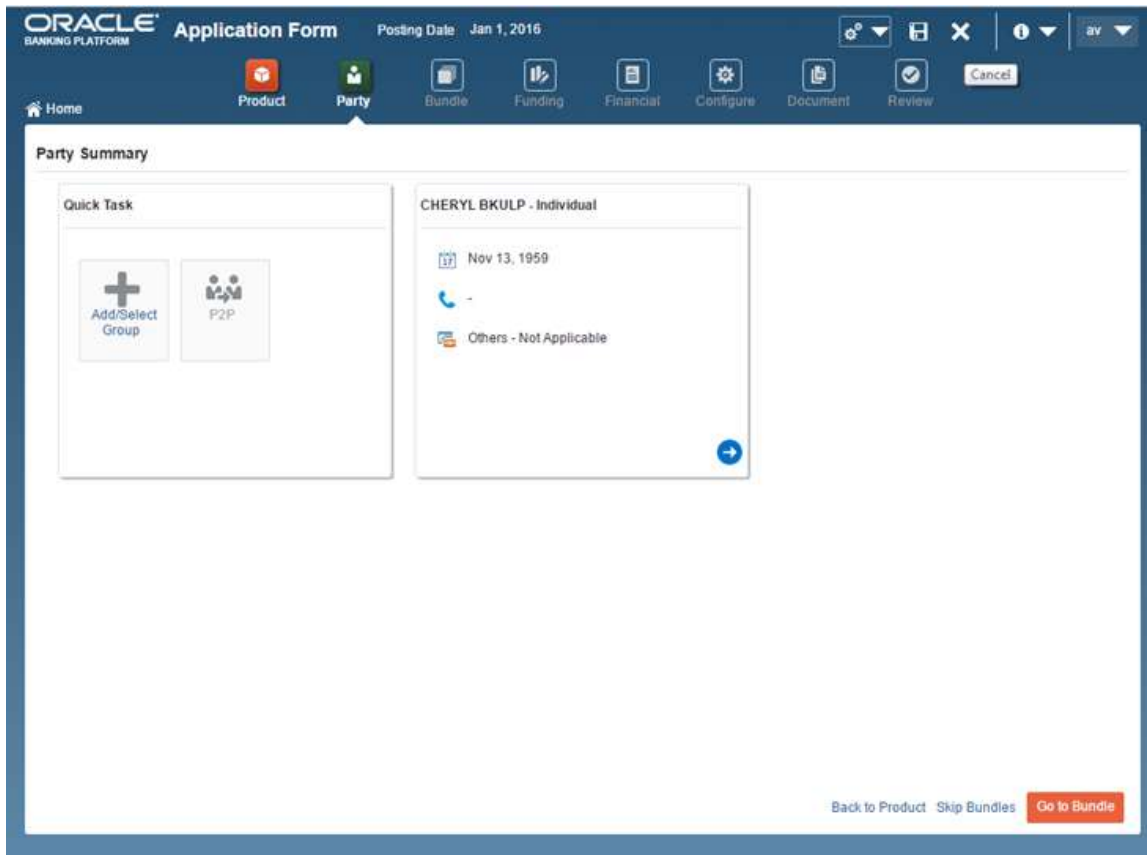 ORACLE Application Form Posting Date Jan 1, 2016 av
BANKING PLATFORM
Cancel
Home Product Party Bundle Funding Financial Configure Document Review
Party Summary
Quick Task
Add/Select
Group
P2P
CHERYL BKULP - Individual
17 Nov 13, 1959
-
Others - Not Applicable
Back to Product Skip Bundles Go to Bundle